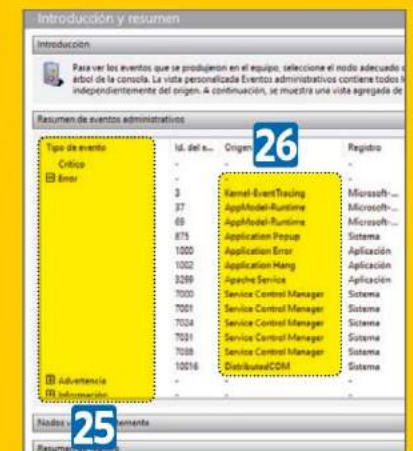 Introducción y resumen
Introducción
Para ver los eventos que se produjeron en el equipo, seleccione el nodo adecuado
árbol de la consola. La vista personalizada Eventos administrativos contiene todos
independientemente del origen. A continuación, se muestra una vista agregada de
Resumen de eventos administrativos
Tipo de evento Id. del e... Origen 26 Registro
Crítico - - -
Error - - -
3 Kernel-EventTracing Microsoft-...
37 AppModel-Runtime Microsoft-...
69 AppModel-Runtime Microsoft-...
875 Application Popup Sistema
1000 Application Error Aplicación
1002 Application Hang Aplicación
3299 Apache Service Aplicación
7000 Service Control Manager Sistema
7001 Service Control Manager Sistema
7024 Service Control Manager Sistema
7031 Service Control Manager Sistema
7038 Service Control Manager Sistema
10016 DistributedCOM Sistema
Advertencia - - -
Información - - -
Nodos
25